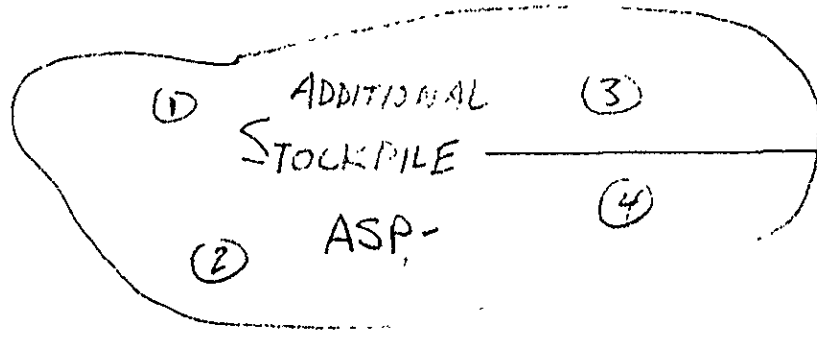 ① ADDITIONAL ③
STOCKPILE
② ASP- ④